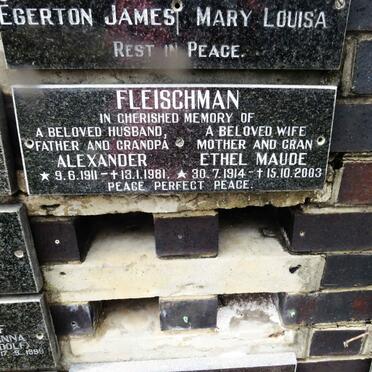 EGERTON JAMES MARY LOUISA
REST IN PEACE.
FLEISCHMAN
IN CHERISHED MEMORY OF
A BELOVED HUSBAND, A BELOVED WIFE
FATHER AND GRANDPA MOTHER AND GRAN
ALEXANDER ETHEL MAUDE
★ 9.6.1911 - ✝ 13.1.1981. ★ 30.7.1914 - ✝ 15.10.2003
PEACE PERFECT PEACE.